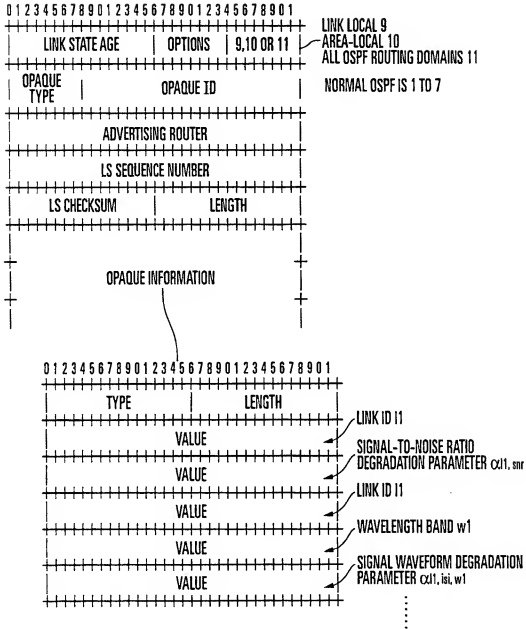 0 1 2 3 4 5 6 7 8 9 0 1 2 3 4 5 6 7 8 9 0 1 2 3 4 5 6 7 8 9 0 1
LINK STATE AGE OPTIONS 9,10 OR 11
LINK LOCAL 9
AREA-LOCAL 10
ALL OSPF ROUTING DOMAINS 11
OPAQUE TYPE OPAQUE ID
NORMAL OSPF IS 1 TO 7
ADVERTISING ROUTER
LS SEQUENCE NUMBER
LS CHECKSUM LENGTH
OPAQUE INFORMATION
0 1 2 3 4 5 6 7 8 9 0 1 2 3 4 5 6 7 8 9 0 1 2 3 4 5 6 7 8 9 0 1
TYPE LENGTH
VALUE
LINK ID l1
VALUE
SIGNAL-TO-NOISE RATIO
DEGRADATION PARAMETER αl1, snr
VALUE
LINK ID l1
VALUE
WAVELENGTH BAND w1
VALUE
SIGNAL WAVEFORM DEGRADATION
PARAMETER αl1, isi, w1